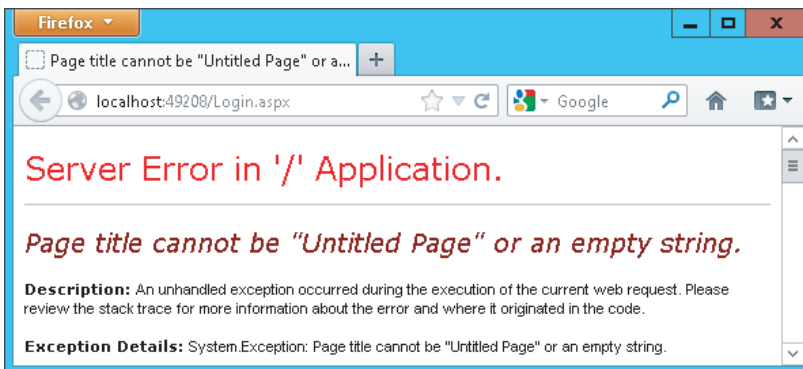 Firefox
Page title cannot be "Untitled Page" or a...
localhost:49208/Login.aspx
Google
Server Error in '/' Application.
Page title cannot be "Untitled Page" or an empty string.
Description: An unhandled exception occurred during the execution of the current web request. Please
review the stack trace for more information about the error and where it originated in the code.
Exception Details: System.Exception: Page title cannot be "Untitled Page" or an empty string.